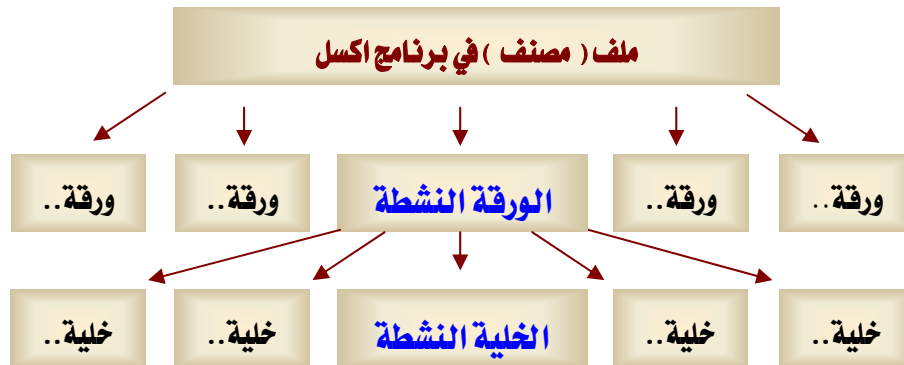 ملف ( مصنف ) في برنامج اكسل
ورقة.. ورقة.. الورقة النشطة ورقة.. ورقة..
خلية.. خلية.. الخلية النشطة خلية.. خلية..